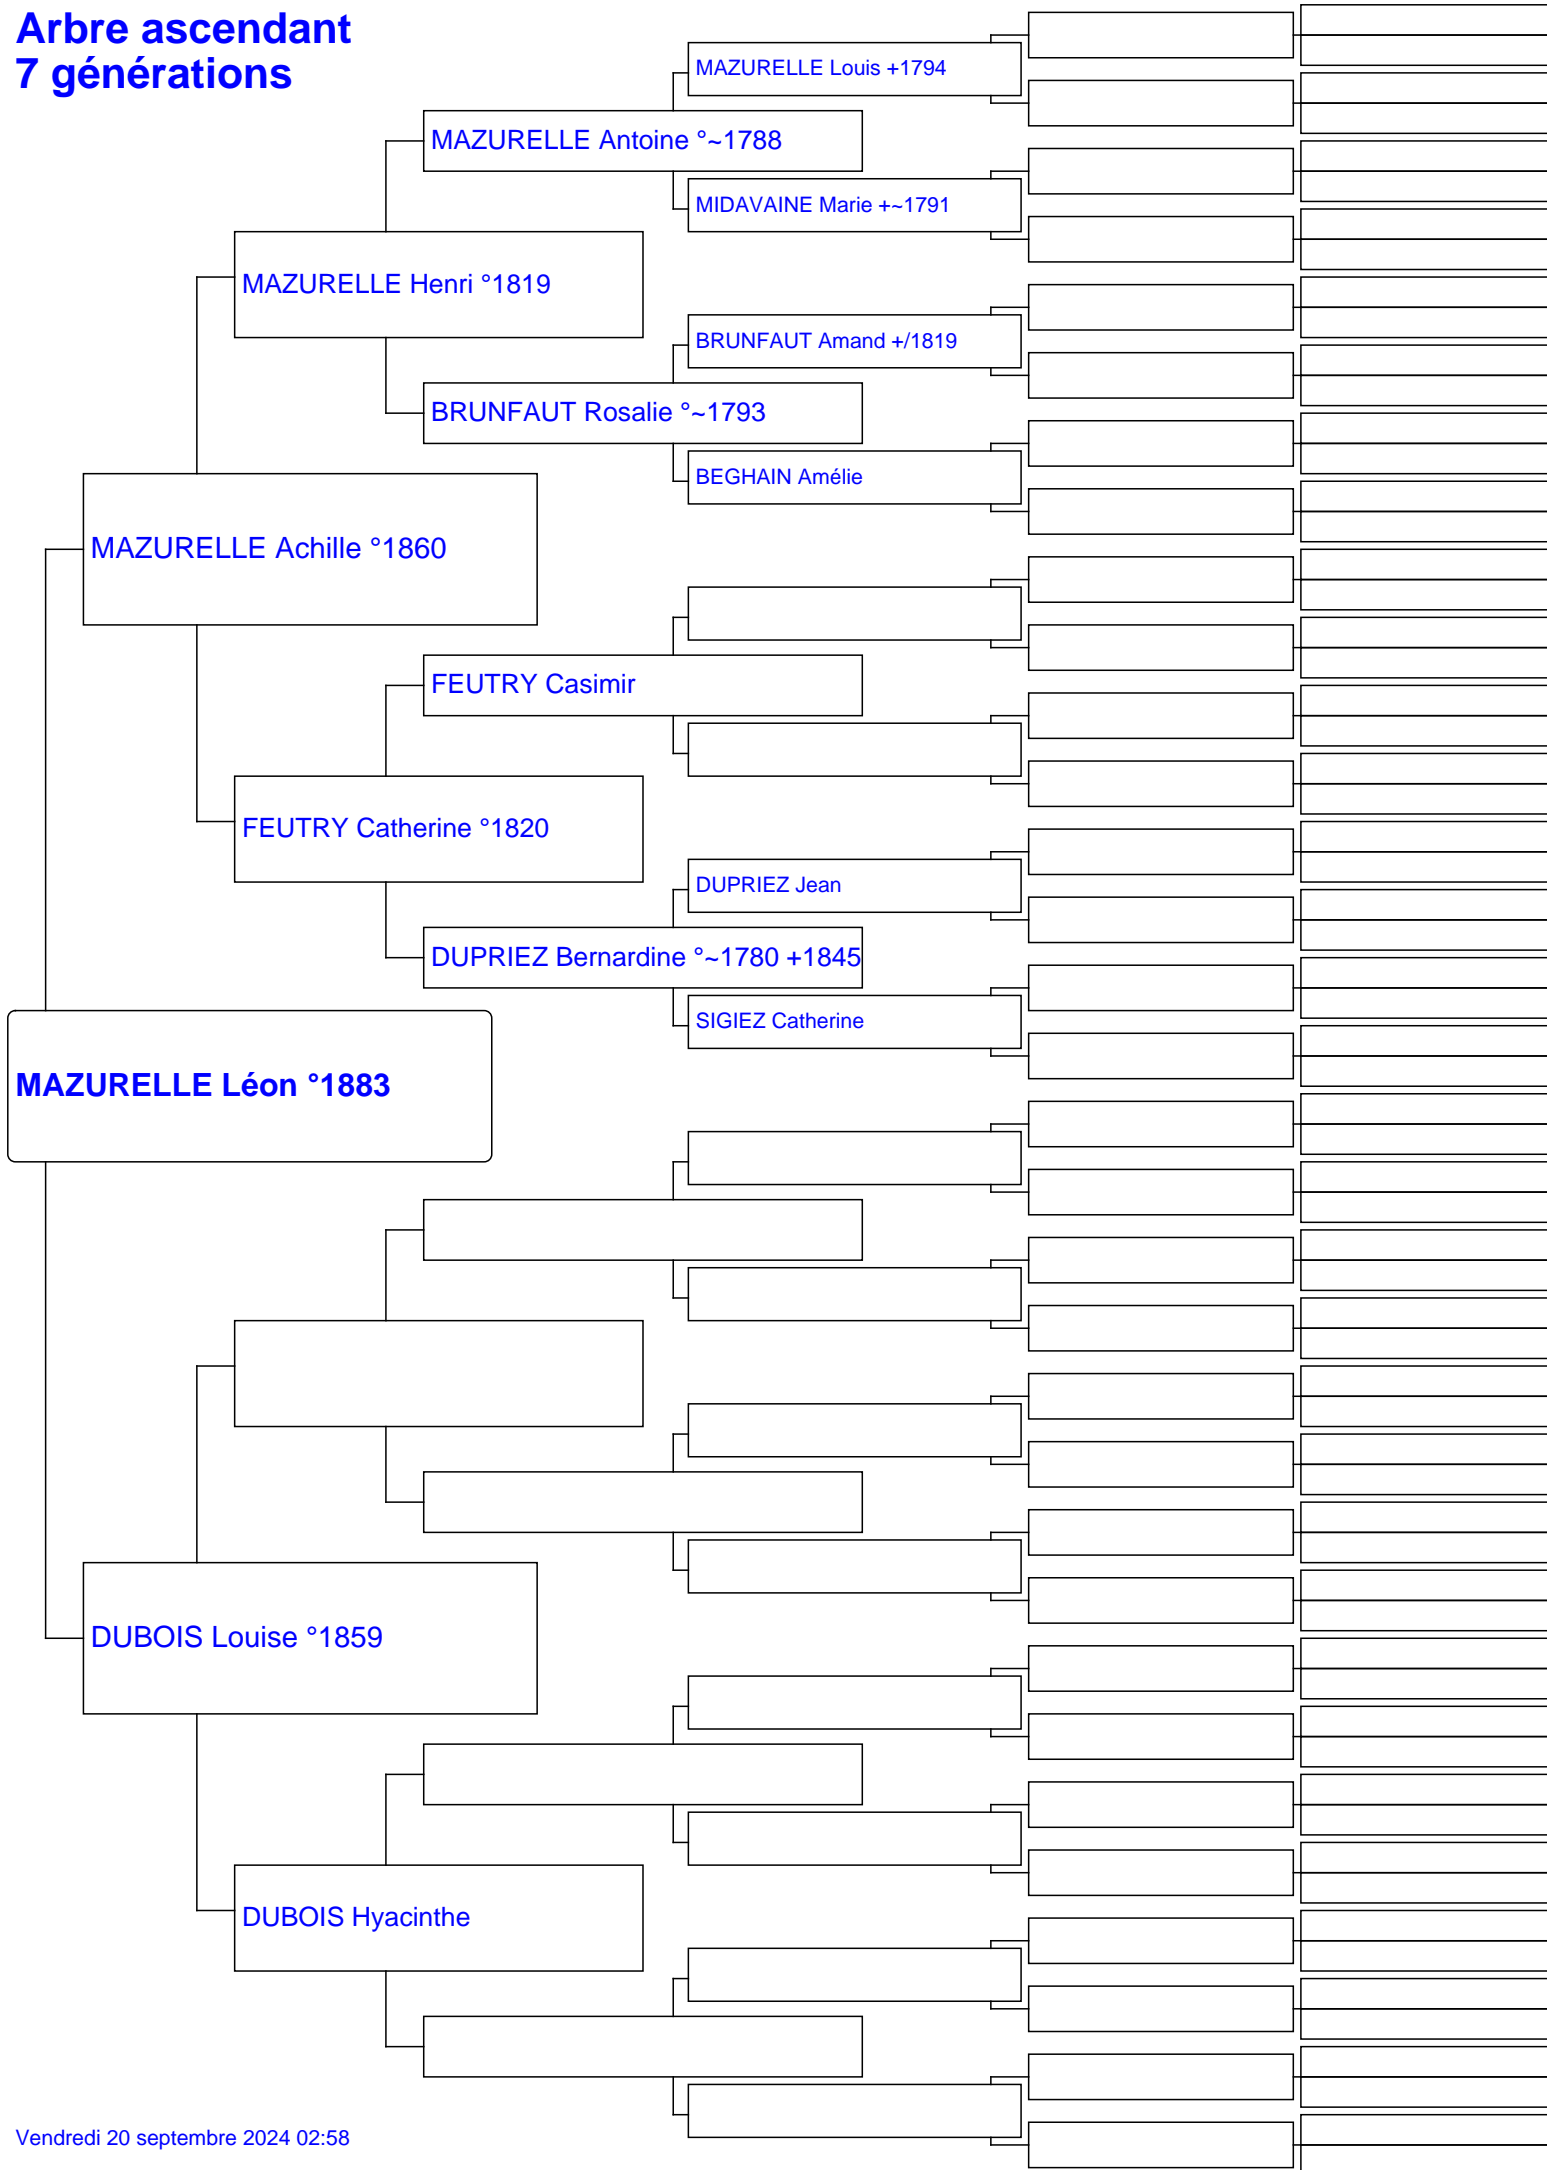 Arbre ascendant
7 générations
MAZURELLE Louis +1794
MAZURELLE Antoine °~1788
MIDAVAINE Marie +~1791
MAZURELLE Henri °1819
BRUNFAUT Amand +/1819
BRUNFAUT Rosalie °~1793
BEGHAIN Amélie
MAZURELLE Achille °1860
FEUTRY Casimir
FEUTRY Catherine °1820
DUPRIEZ Jean
DUPRIEZ Bernardine °~1780 +1845
SIGIEZ Catherine
MAZURELLE Léon °1883
DUBOIS Louise °1859
DUBOIS Hyacinthe
Vendredi 20 septembre 2024 02:58